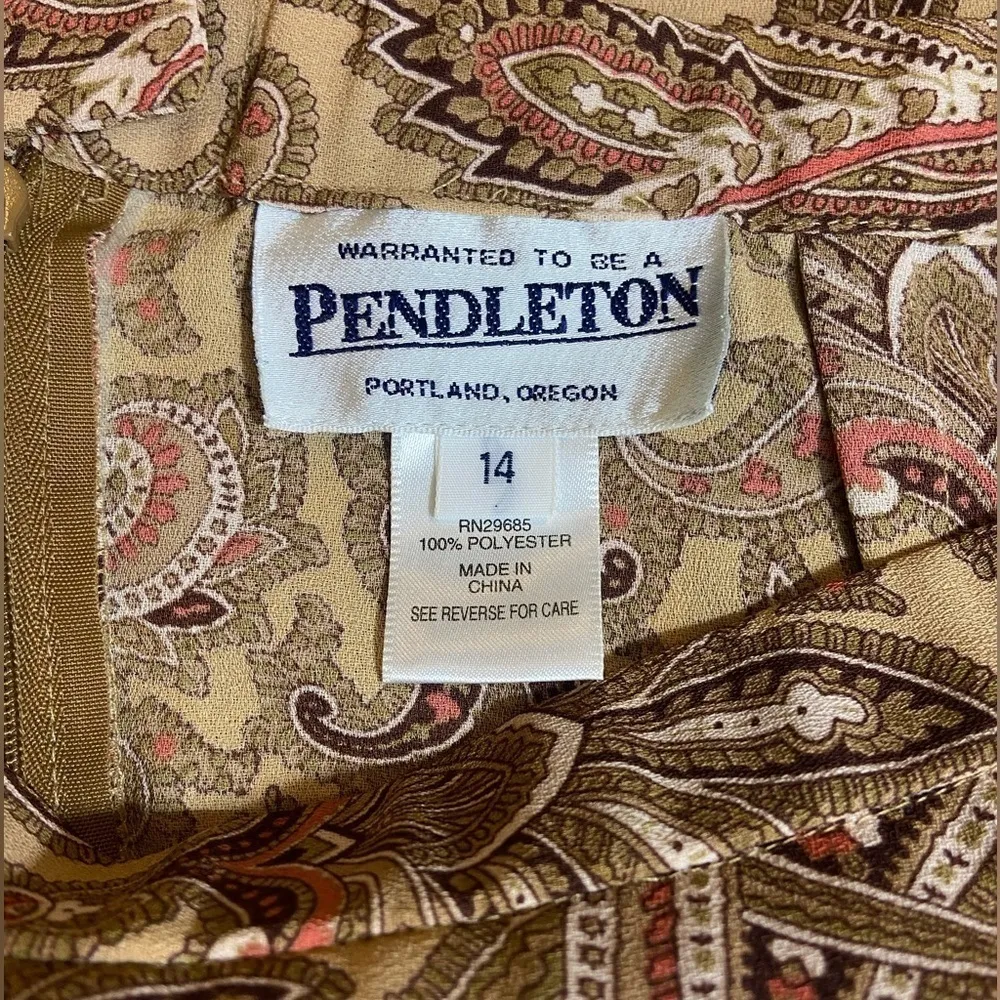 WARRANTED TO BE A
PENDLETON
PORTLAND, OREGON
14
RN29685
100% POLYESTER
MADE IN
CHINA
SEE REVERSE FOR CARE